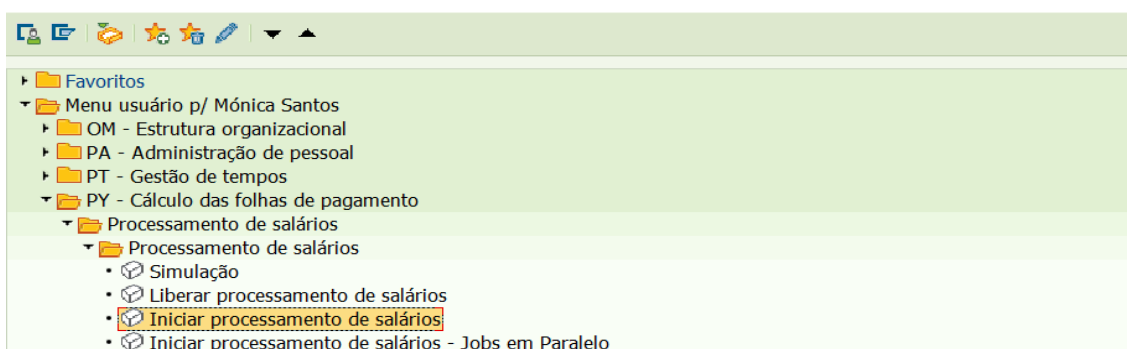 Favoritos
Menu usuário p/ Mónica Santos
OM - Estrutura organizacional
PA - Administração de pessoal
PT - Gestão de tempos
PY - Cálculo das folhas de pagamento
Processamento de salários
Processamento de salários
Simulação
Liberar processamento de salários
Iniciar processamento de salários
Iniciar processamento de salários - Jobs em Paralelo